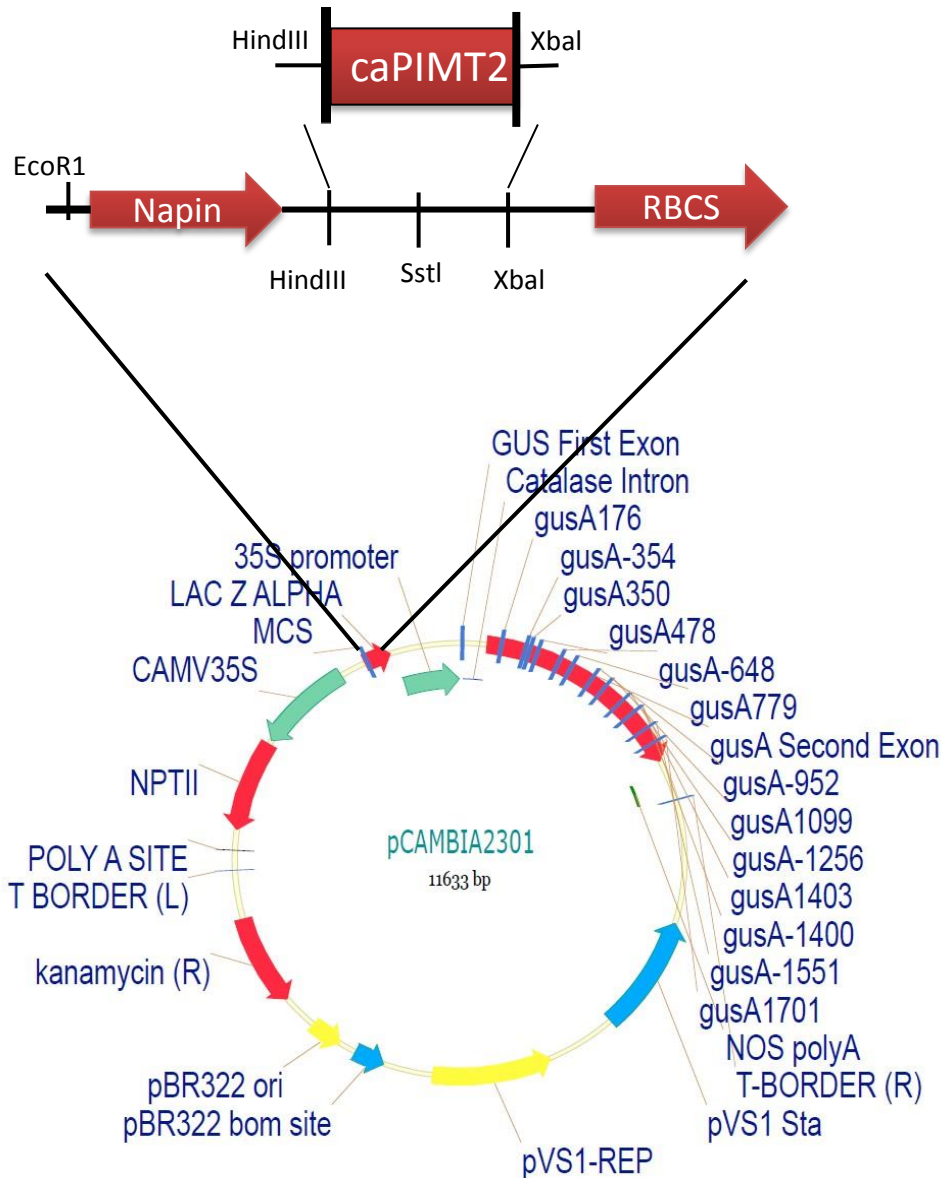 HindIII
caPIMT2
XbaI
EcoR1
Napin
RBCS
HindIII
SstI
XbaI
GUS First Exon
Catalase Intron
gusA176
35S promoter
gusA-354
LAC Z ALPHA
gusA350
MCS
gusA478
CAMV35S
gusA-648
gusA779
gusA Second Exon
NPTII
gusA-952
pCAMBIA2301
gusA1099
POLY A SITE
11633 bp
gusA-1256
T BORDER (L)
gusA1403
gusA-1400
kanamycin (R)
gusA-1551
gusA1701
NOS polyA
pBR322 ori
T-BORDER (R)
pBR322 bom site
pVS1 Sta
pVS1-REP